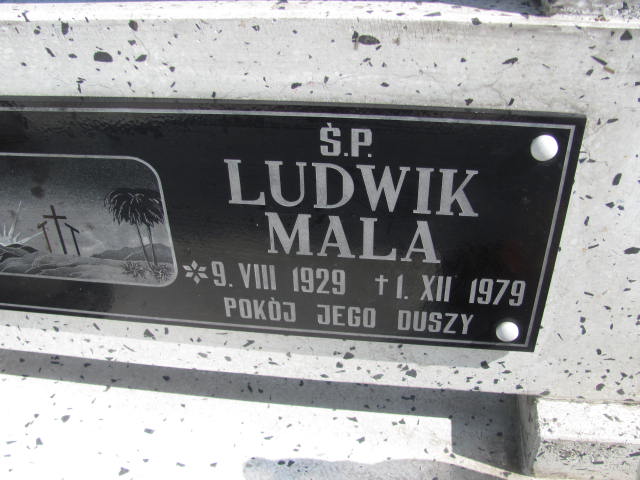 Ś.P.
LUDWIK
MALA
* 9. VIII 1929 † 1. XII 1979
POKÓJ JEGO DUSZY